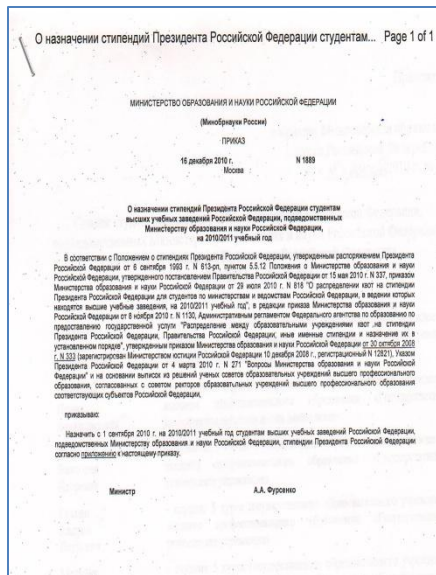 О назначении стипендий Президента Российской Федерации студентам... Page 1 of 1
МИНИСТЕРСТВО ОБРАЗОВАНИЯ И НАУКИ РОССИЙСКОЙ ФЕДЕРАЦИИ
(Минобрнауки России)
ПРИКАЗ
16 декабря 2010 г. N 1889
Москва
О назначении стипендий Президента Российской Федерации студентам
высших учебных заведений Российской Федерации, подведомственных
Министерству образования и науки Российской Федерации,
на 2010/2011 учебный год
В соответствии с Положением о стипендиях Президента Российской Федерации, утвержденным распоряжением Президента
Российской Федерации от 6 сентября 1993 г. N 613-рп, пунктом 5.5.12 Положения о Министерстве образования и науки
Российской Федерации, утвержденного постановлением Правительства Российской Федерации от 15 мая 2010 г. N 337, приказом
Министерства образования и науки Российской Федерации от 29 июля 2010 г. N 818 "О распределении квот на стипендии
Президента Российской Федерации для студентов по министерствам и ведомствам Российской Федерации, в ведении которых
находятся высшие учебные заведения, на 2010/2011 учебный год", в редакции приказа Министерства образования и науки
Российской Федерации от 8 ноября 2010 г. N 1130, Административным регламентом Федерального агентства по образованию по
предоставлению государственной услуги "Распределение между образовательными учреждениями квот на стипендии
Президента Российской Федерации, Правительства Российской Федерации; иные именные стипендии и назначение их в
установленном порядке", утвержденным приказом Министерства образования и науки Российской Федерации от 30 октября 2008
г. N 333 (зарегистрирован Министерством юстиции Российской Федерации 10 декабря 2008 г., регистрационный N 12821), Указом
Президента Российской Федерации от 4 марта 2010 г. N 271 "Вопросы Министерства образования и науки Российской
Федерации" и на основании выписок из решений ученых советов образовательных учреждений высшего профессионального
образования, согласованных с советом ректоров образовательных учреждений высшего профессионального образования
соответствующих субъектов Российской Федерации,
приказываю:
Назначить с 1 сентября 2010 г. на 2010/2011 учебный год студентам высших учебных заведений Российской Федерации,
подведомственных Министерству образования и науки Российской Федерации, стипендии Президента Российской Федерации
согласно приложению к настоящему приказу.
Министр А.А. Фурсенко